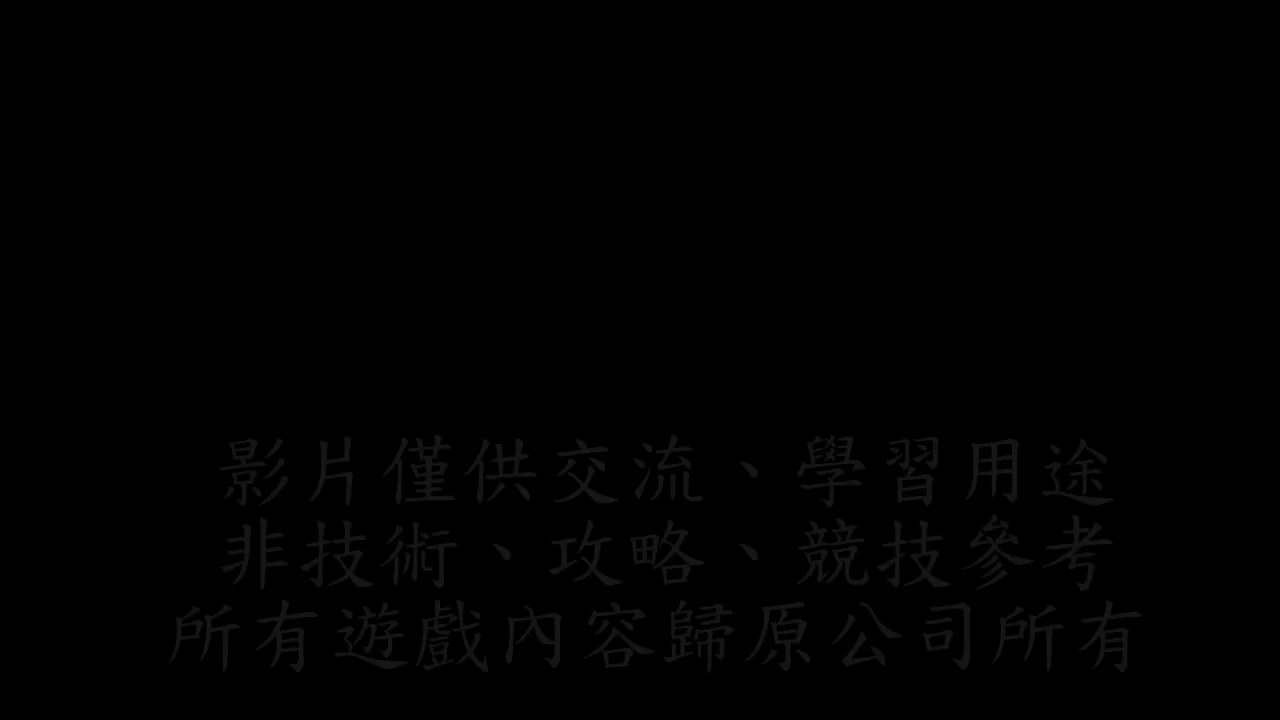 影片僅供交流、學習用途
非技術、攻略、競技參考
所有遊戲內容歸原公司所有